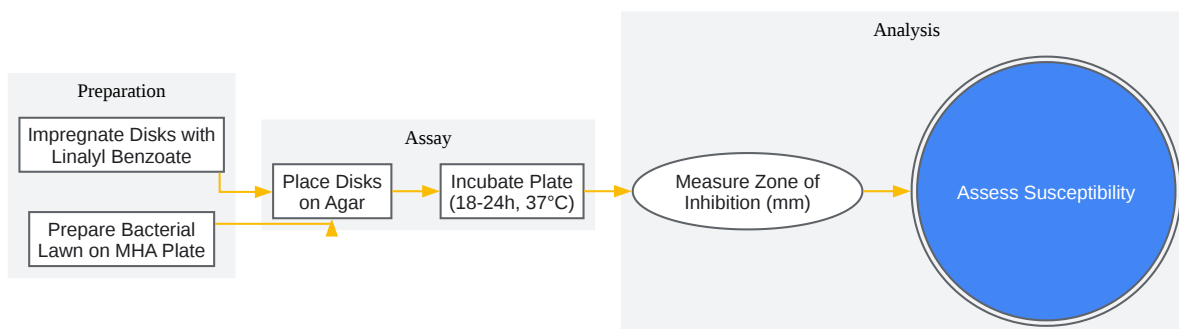 Preparation
Impregnate Disks with
Linalyl Benzoate
Prepare Bacterial
Lawn on MHA Plate
Assay
Place Disks
on Agar
Incubate Plate
(18-24h, 37°C)
Analysis
Measure Zone of
Inhibition (mm)
Assess Susceptibility